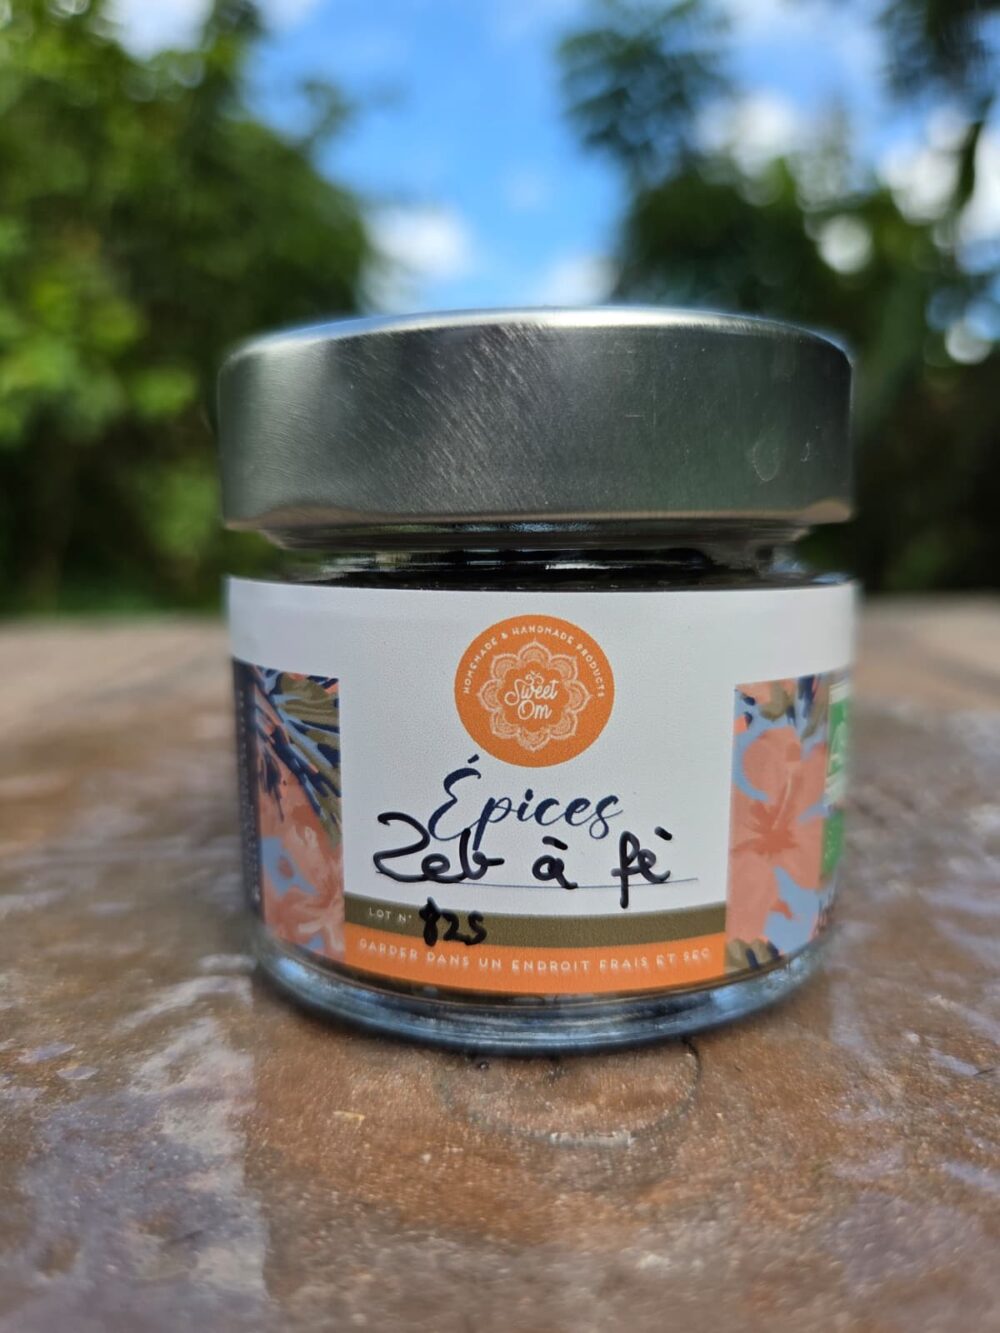 HOMEMADE & HANDMADE PRODUCTS
Sweet
Om
Épices
Zeb à fè
LOT N° 825
GARDER DANS UN ENDROIT FRAIS ET SEC